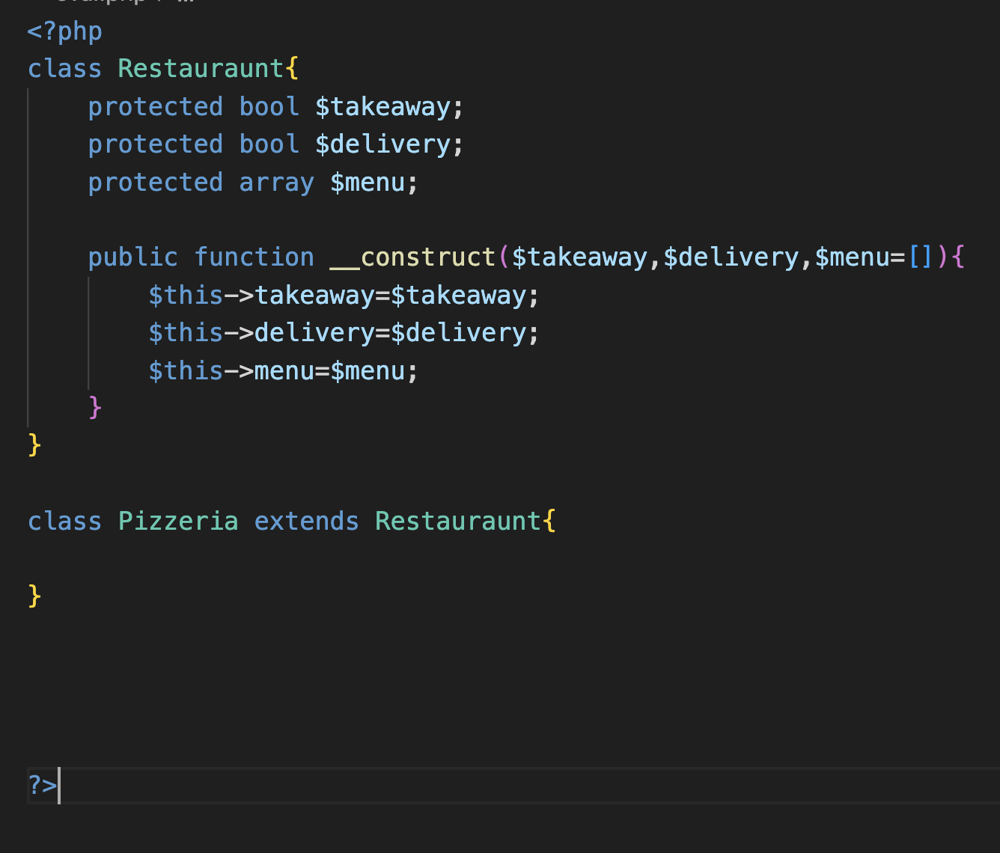 <?php
class Restauraunt{
    protected bool $takeaway;
    protected bool $delivery;
    protected array $menu;

    public function __construct($takeaway,$delivery,$menu=[]){
        $this->takeaway=$takeaway;
        $this->delivery=$delivery;
        $this->menu=$menu;
    }
}

class Pizzeria extends Restauraunt{

}

?>